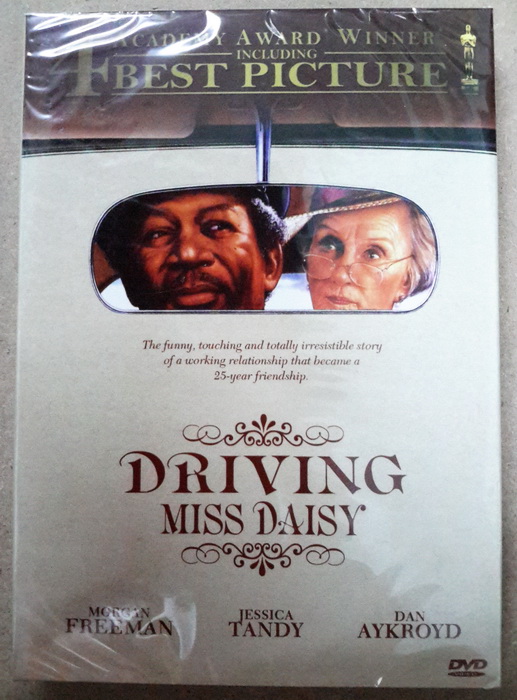 4 ACADEMY AWARD® WINNER
INCLUDING
BEST PICTURE
The funny, touching and totally irresistible story
of a working relationship that became a
25-year friendship.
DRIVING
MISS DAISY
MORGAN
FREEMAN
JESSICA
TANDY
DAN
AYKROYD
DVD